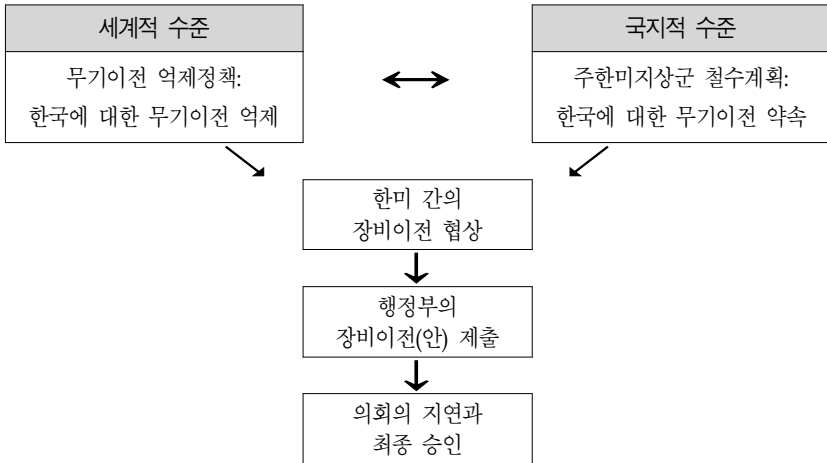 세계적 수준
무기이전 억제정책:
한국에 대한 무기이전 억제
국지적 수준
주한미지상군 철수계획:
한국에 대한 무기이전 약속
한미 간의
장비이전 협상
행정부의
장비이전(안) 제출
의회의 지연과
최종 승인